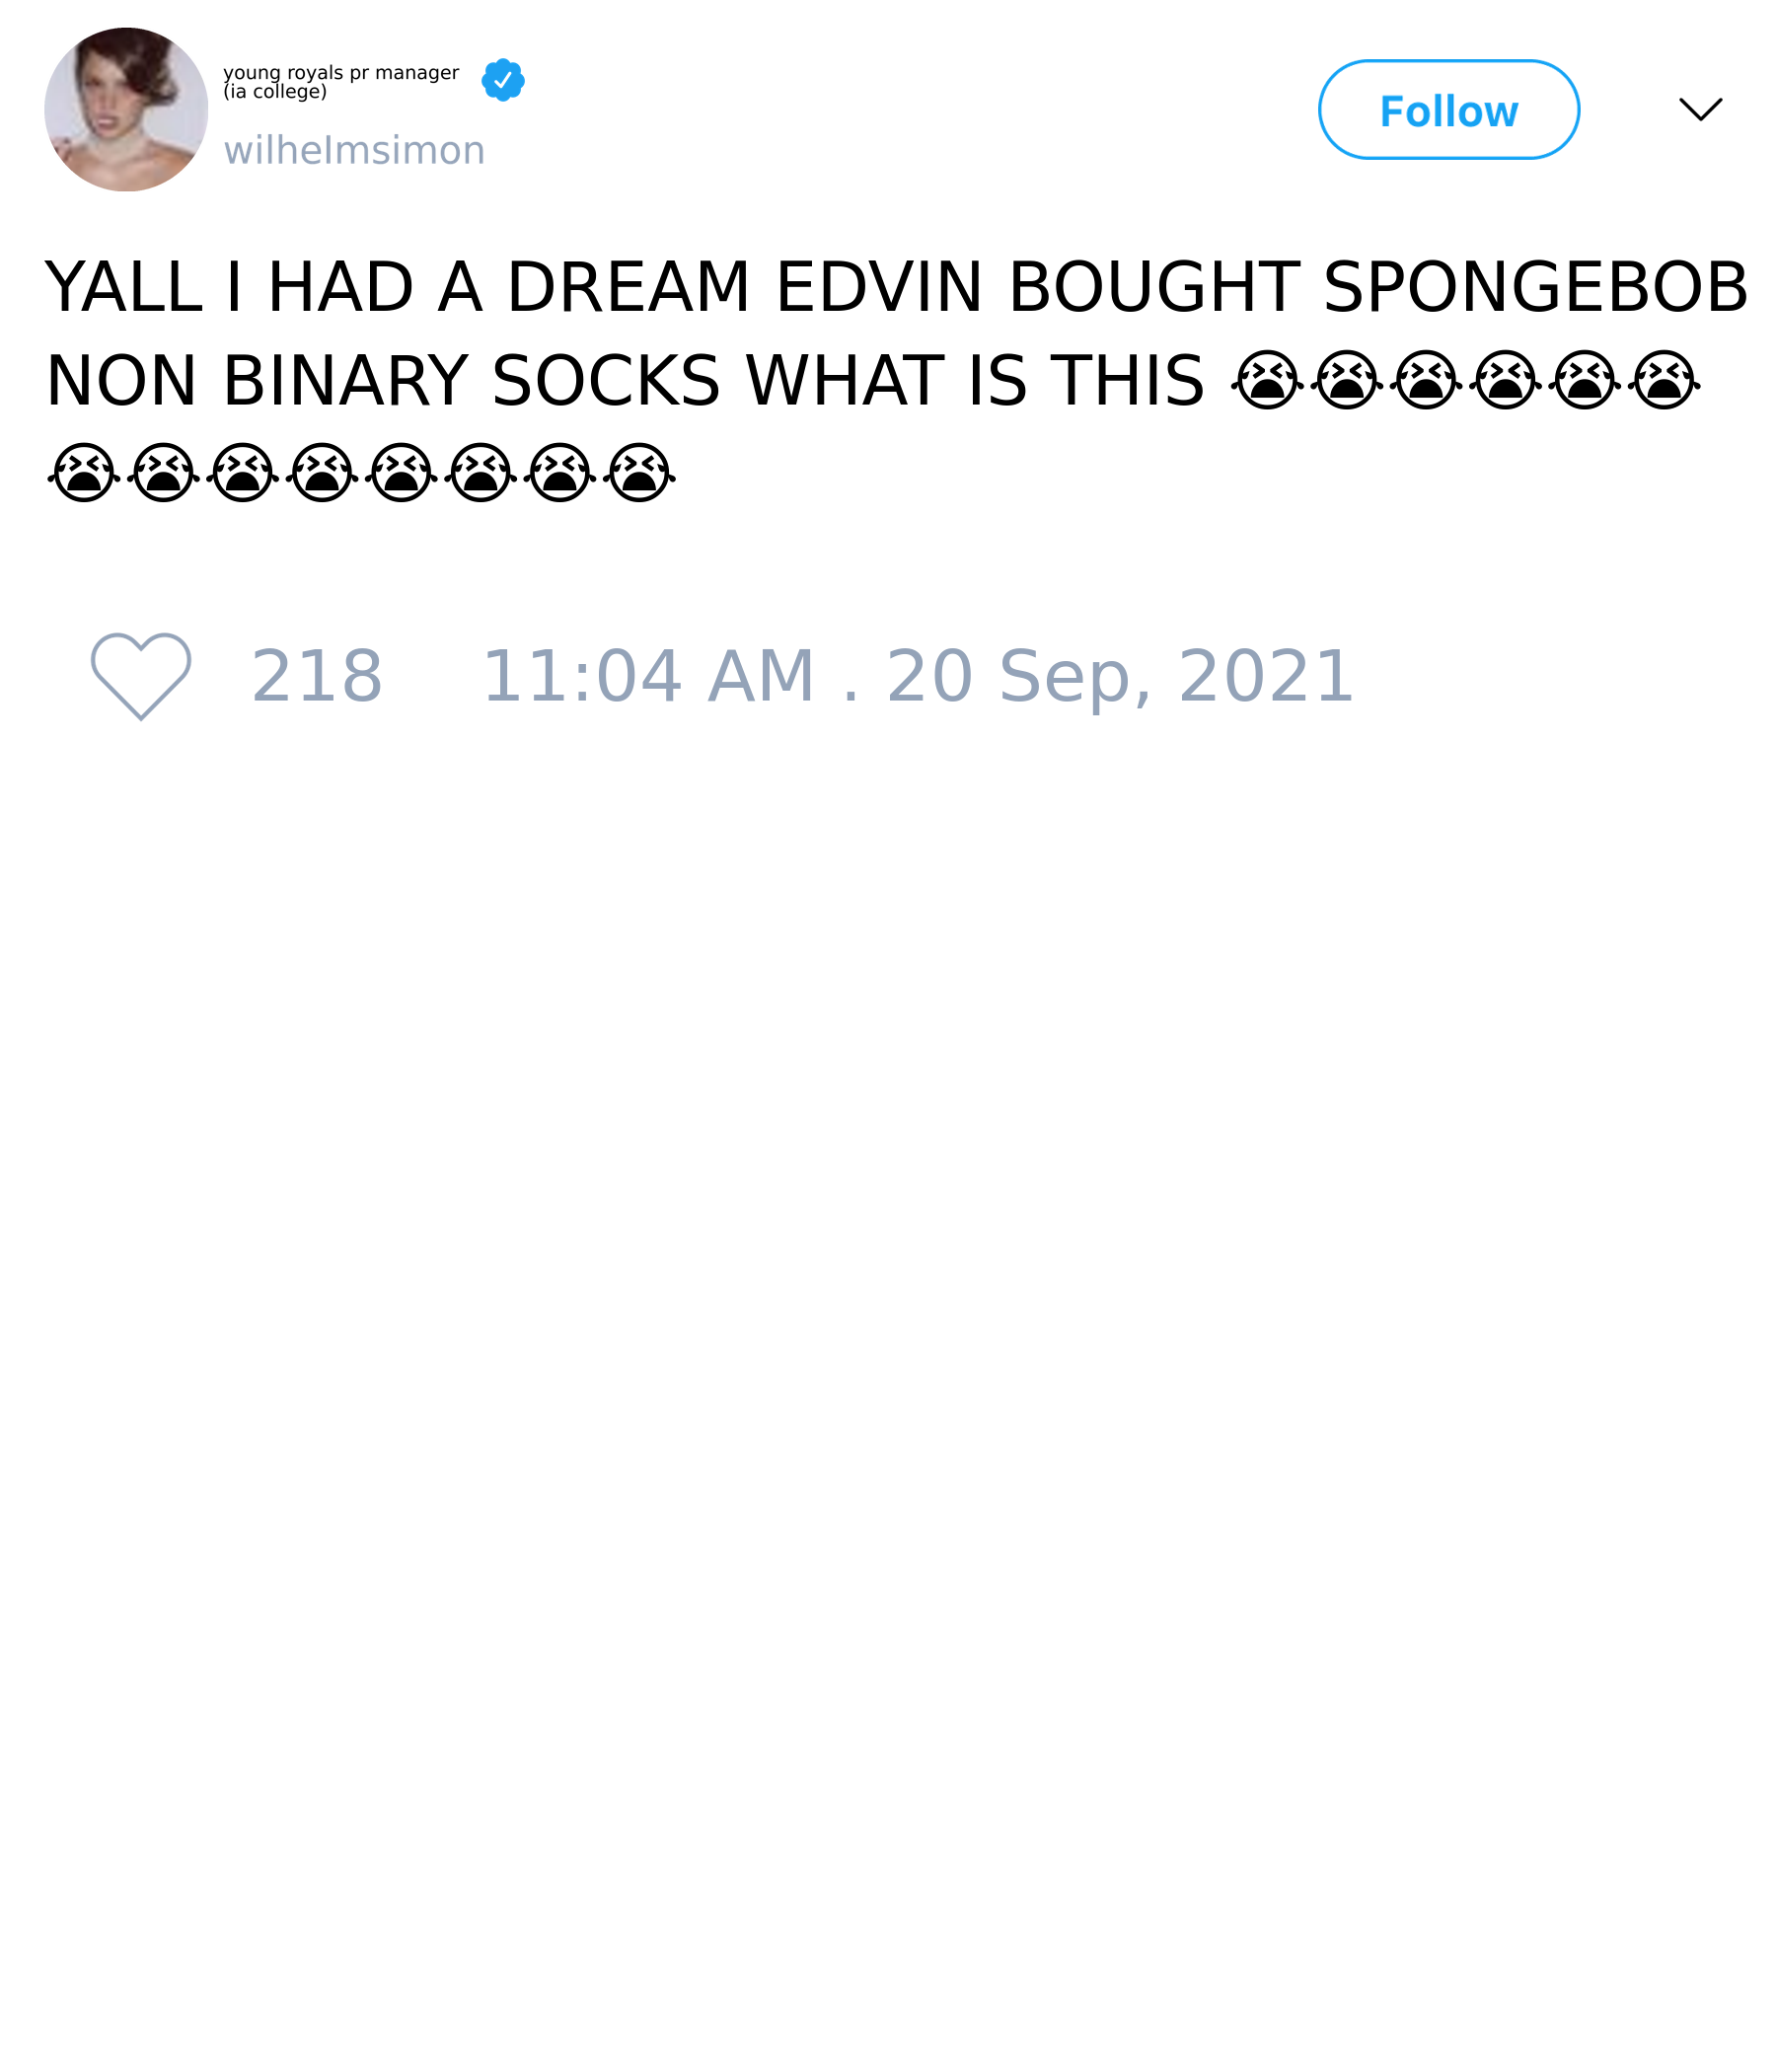 young royals pr manager
(ia college)
wilhelmsimon
Follow
YALL I HAD A DREAM EDVIN BOUGHT SPONGEBOB
NON BINARY SOCKS WHAT IS THIS 😭😭😭😭😭😭
😭😭😭😭😭😭😭😭
218 11:04 AM . 20 Sep, 2021